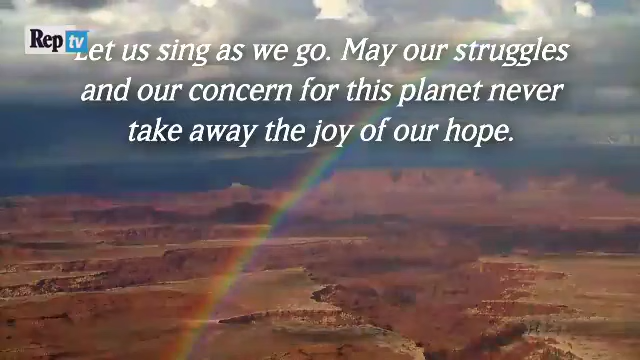 Rep tv
Let us sing as we go. May our struggles
and our concern for this planet never
take away the joy of our hope.